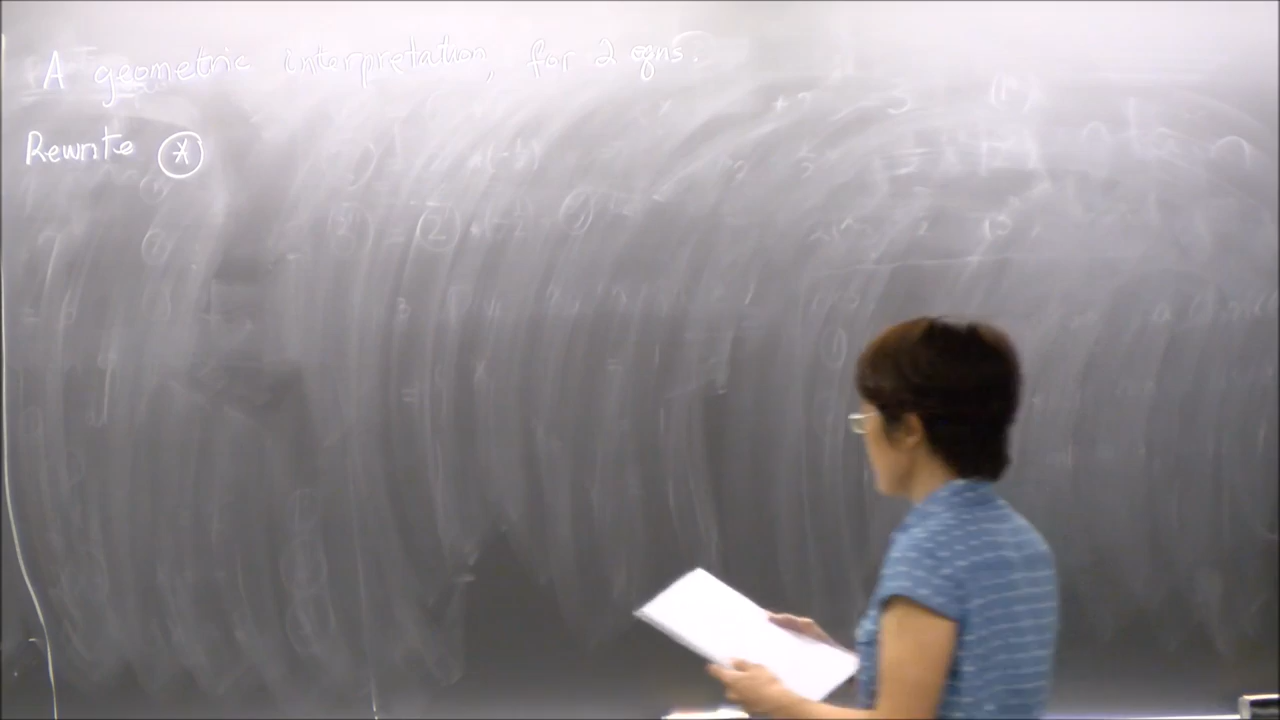 A geometric interpretation, for 2 eqns.
Rewrite (*)